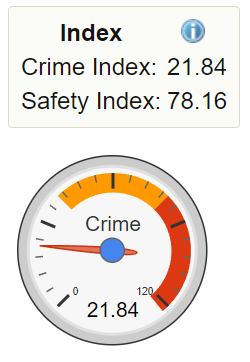 Index
Crime Index: 21.84
Safety Index: 78.16
Crime
0 120
21.84